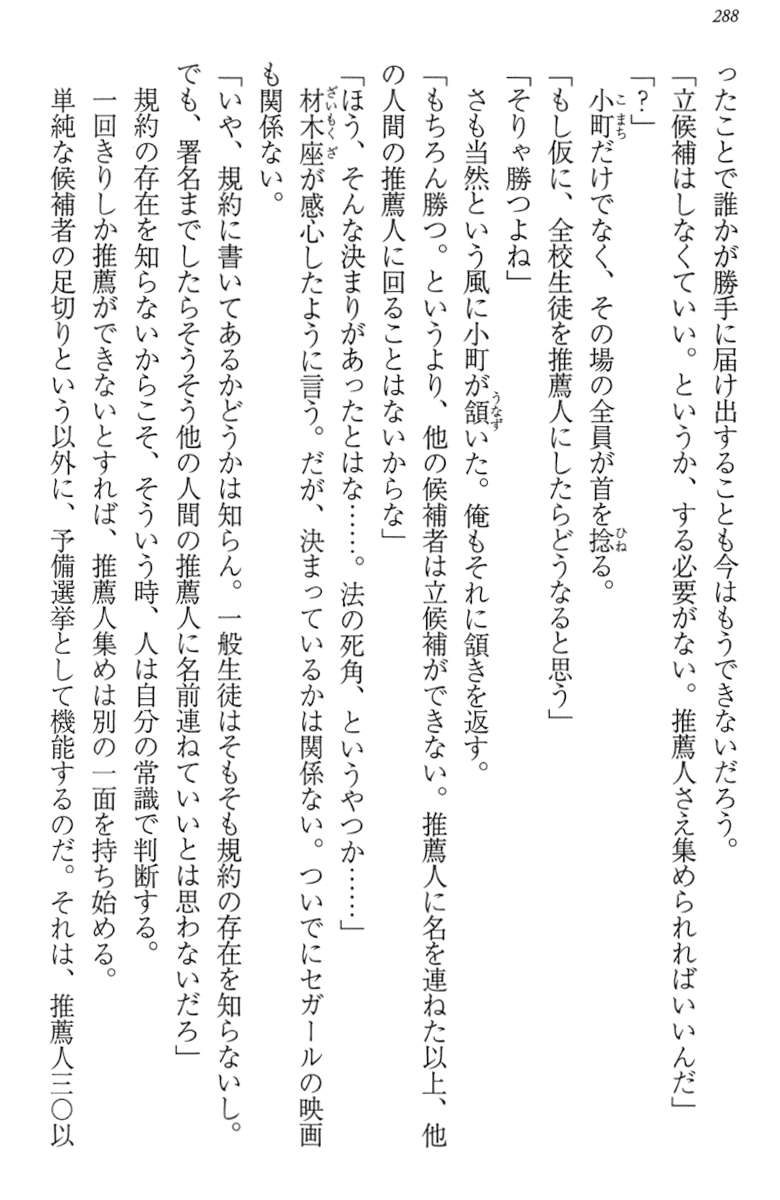 288
ったことで誰かが勝手に届け出することも今はもうできないだろう。
「立候補はしなくていい。というか、する必要がない。推薦人さえ集められればいいんだ」
「?」
小町だけでなく、その場の全員が首を捻る。
「もし仮に、全校生徒を推薦人にしたらどうなると思う」
「そりゃ勝つよね」
さも当然という風に小町が頷いた。俺もそれに頷きを返す。
「もちろん勝つ。というより、他の候補者は立候補ができない。推薦人に名を連ねた以上、他
の人間の推薦人に回ることはないからな」
「ほう、そんな決まりがあったとはな……。法の死角、というやつか……」
材木座が感心したように言う。だが、決まっているかは関係ない。ついでにセガールの映画
も関係ない。
「いや、規約に書いてあるかどうかは知らん。一般生徒はそもそも規約の存在を知らないし。
でも、署名までしたらそうそう他の人間の推薦人に名前連ねていいとは思わないだろ」
規約の存在を知らないからこそ、そういう時、人は自分の常識で判断する。
一回きりしか推薦ができないとすれば、推薦人集めは別の一面を持ち始める。
単純な候補者の足切りという以外に、予備選挙として機能するのだ。それは、推薦人三〇以